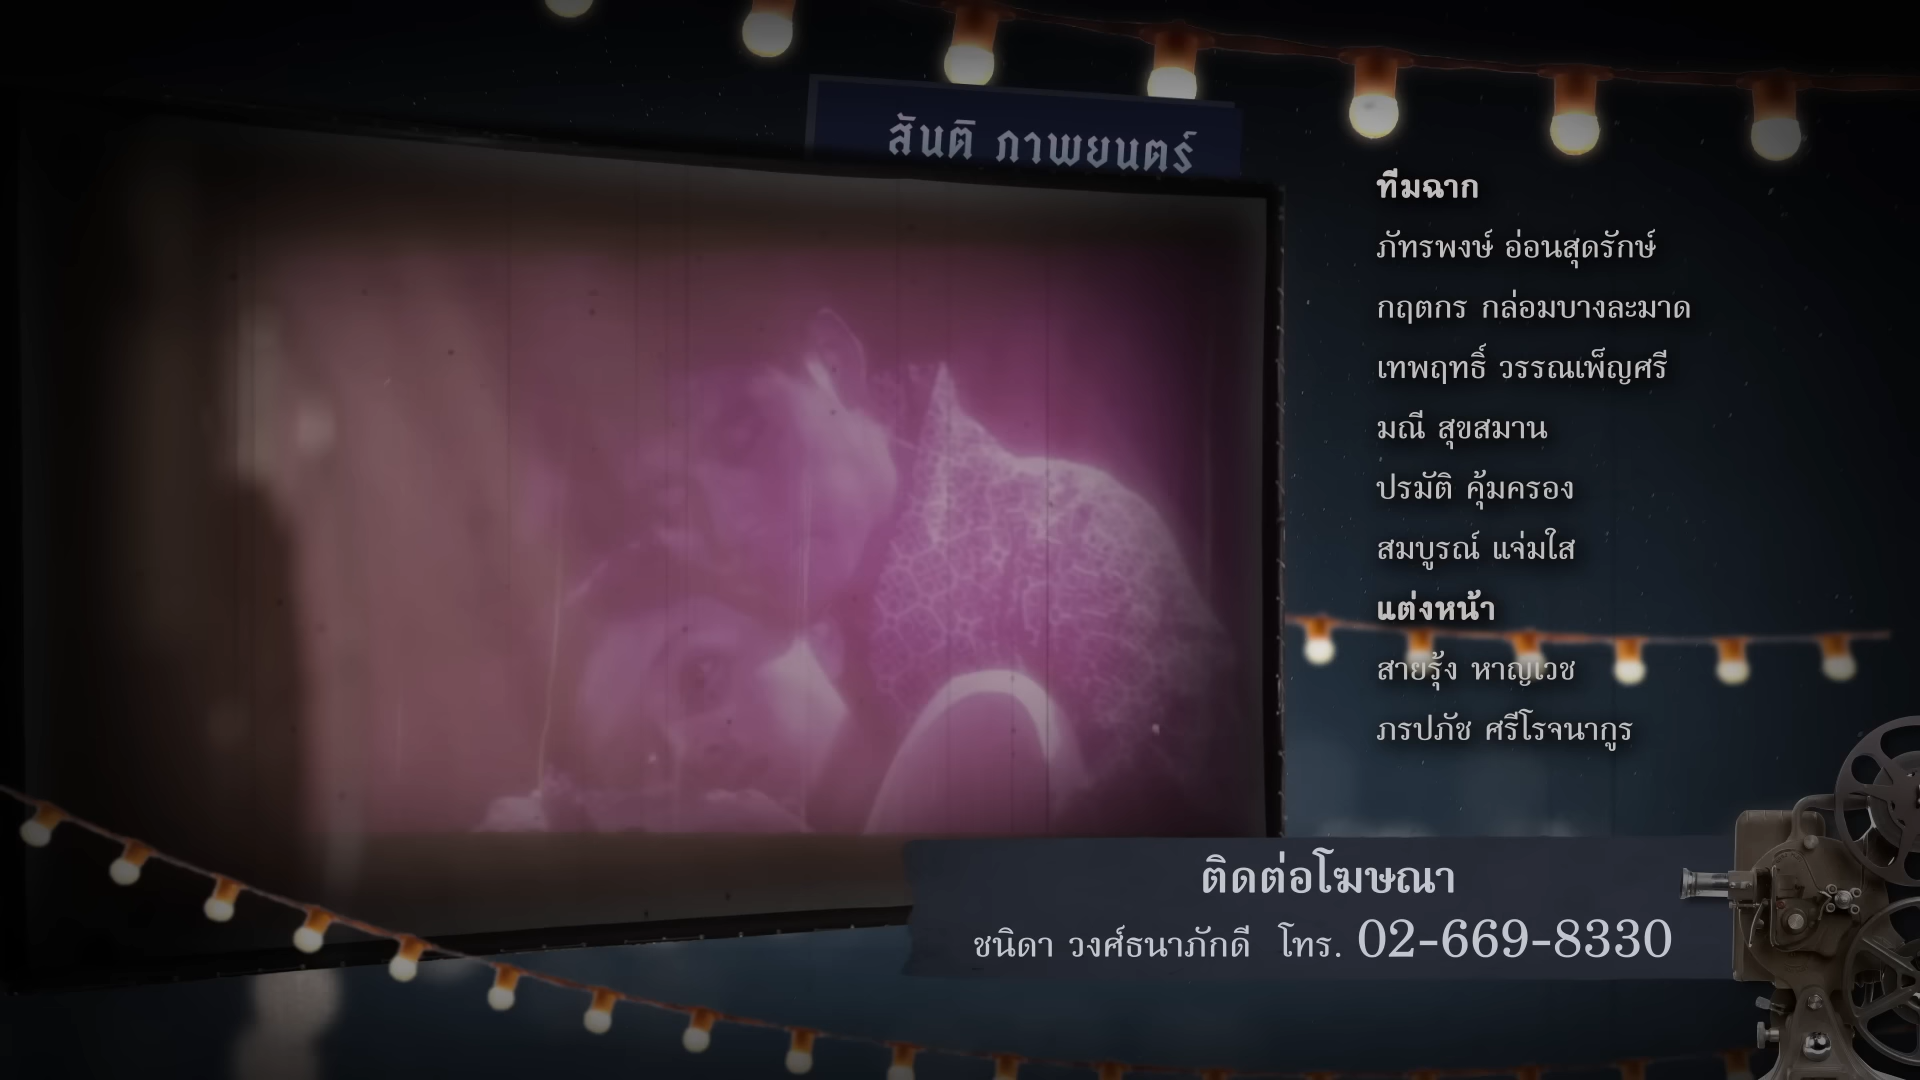 สันติ ภาพยนตร์
ทีมฉาก
ภัทรพงษ์ อ่อนสุดรักษ์
กฤตกร กล่อมบางละมาด
เทพฤทธิ์ วรรณเพ็ญศรี
มณี สุขสมาน
ปรมัติ คุ้มครอง
สมบูรณ์ แจ่มใส
แต่งหน้า
สายรุ้ง หาญเวช
ภรปภัช ศรีโรจนากูร
ติดต่อโฆษณา
ชนิดา วงศ์ธนาภักดี โทร. 02-669-8330